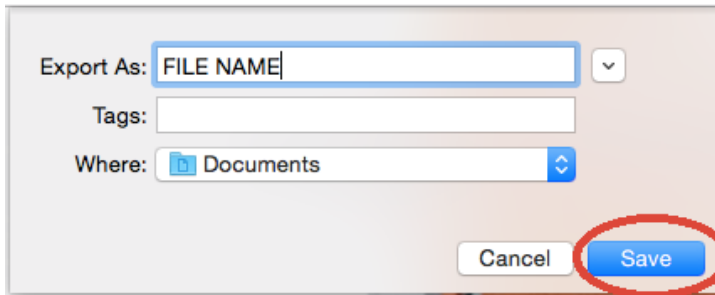 Export As: FILE NAME
Tags:
Where: Documents
Cancel Save